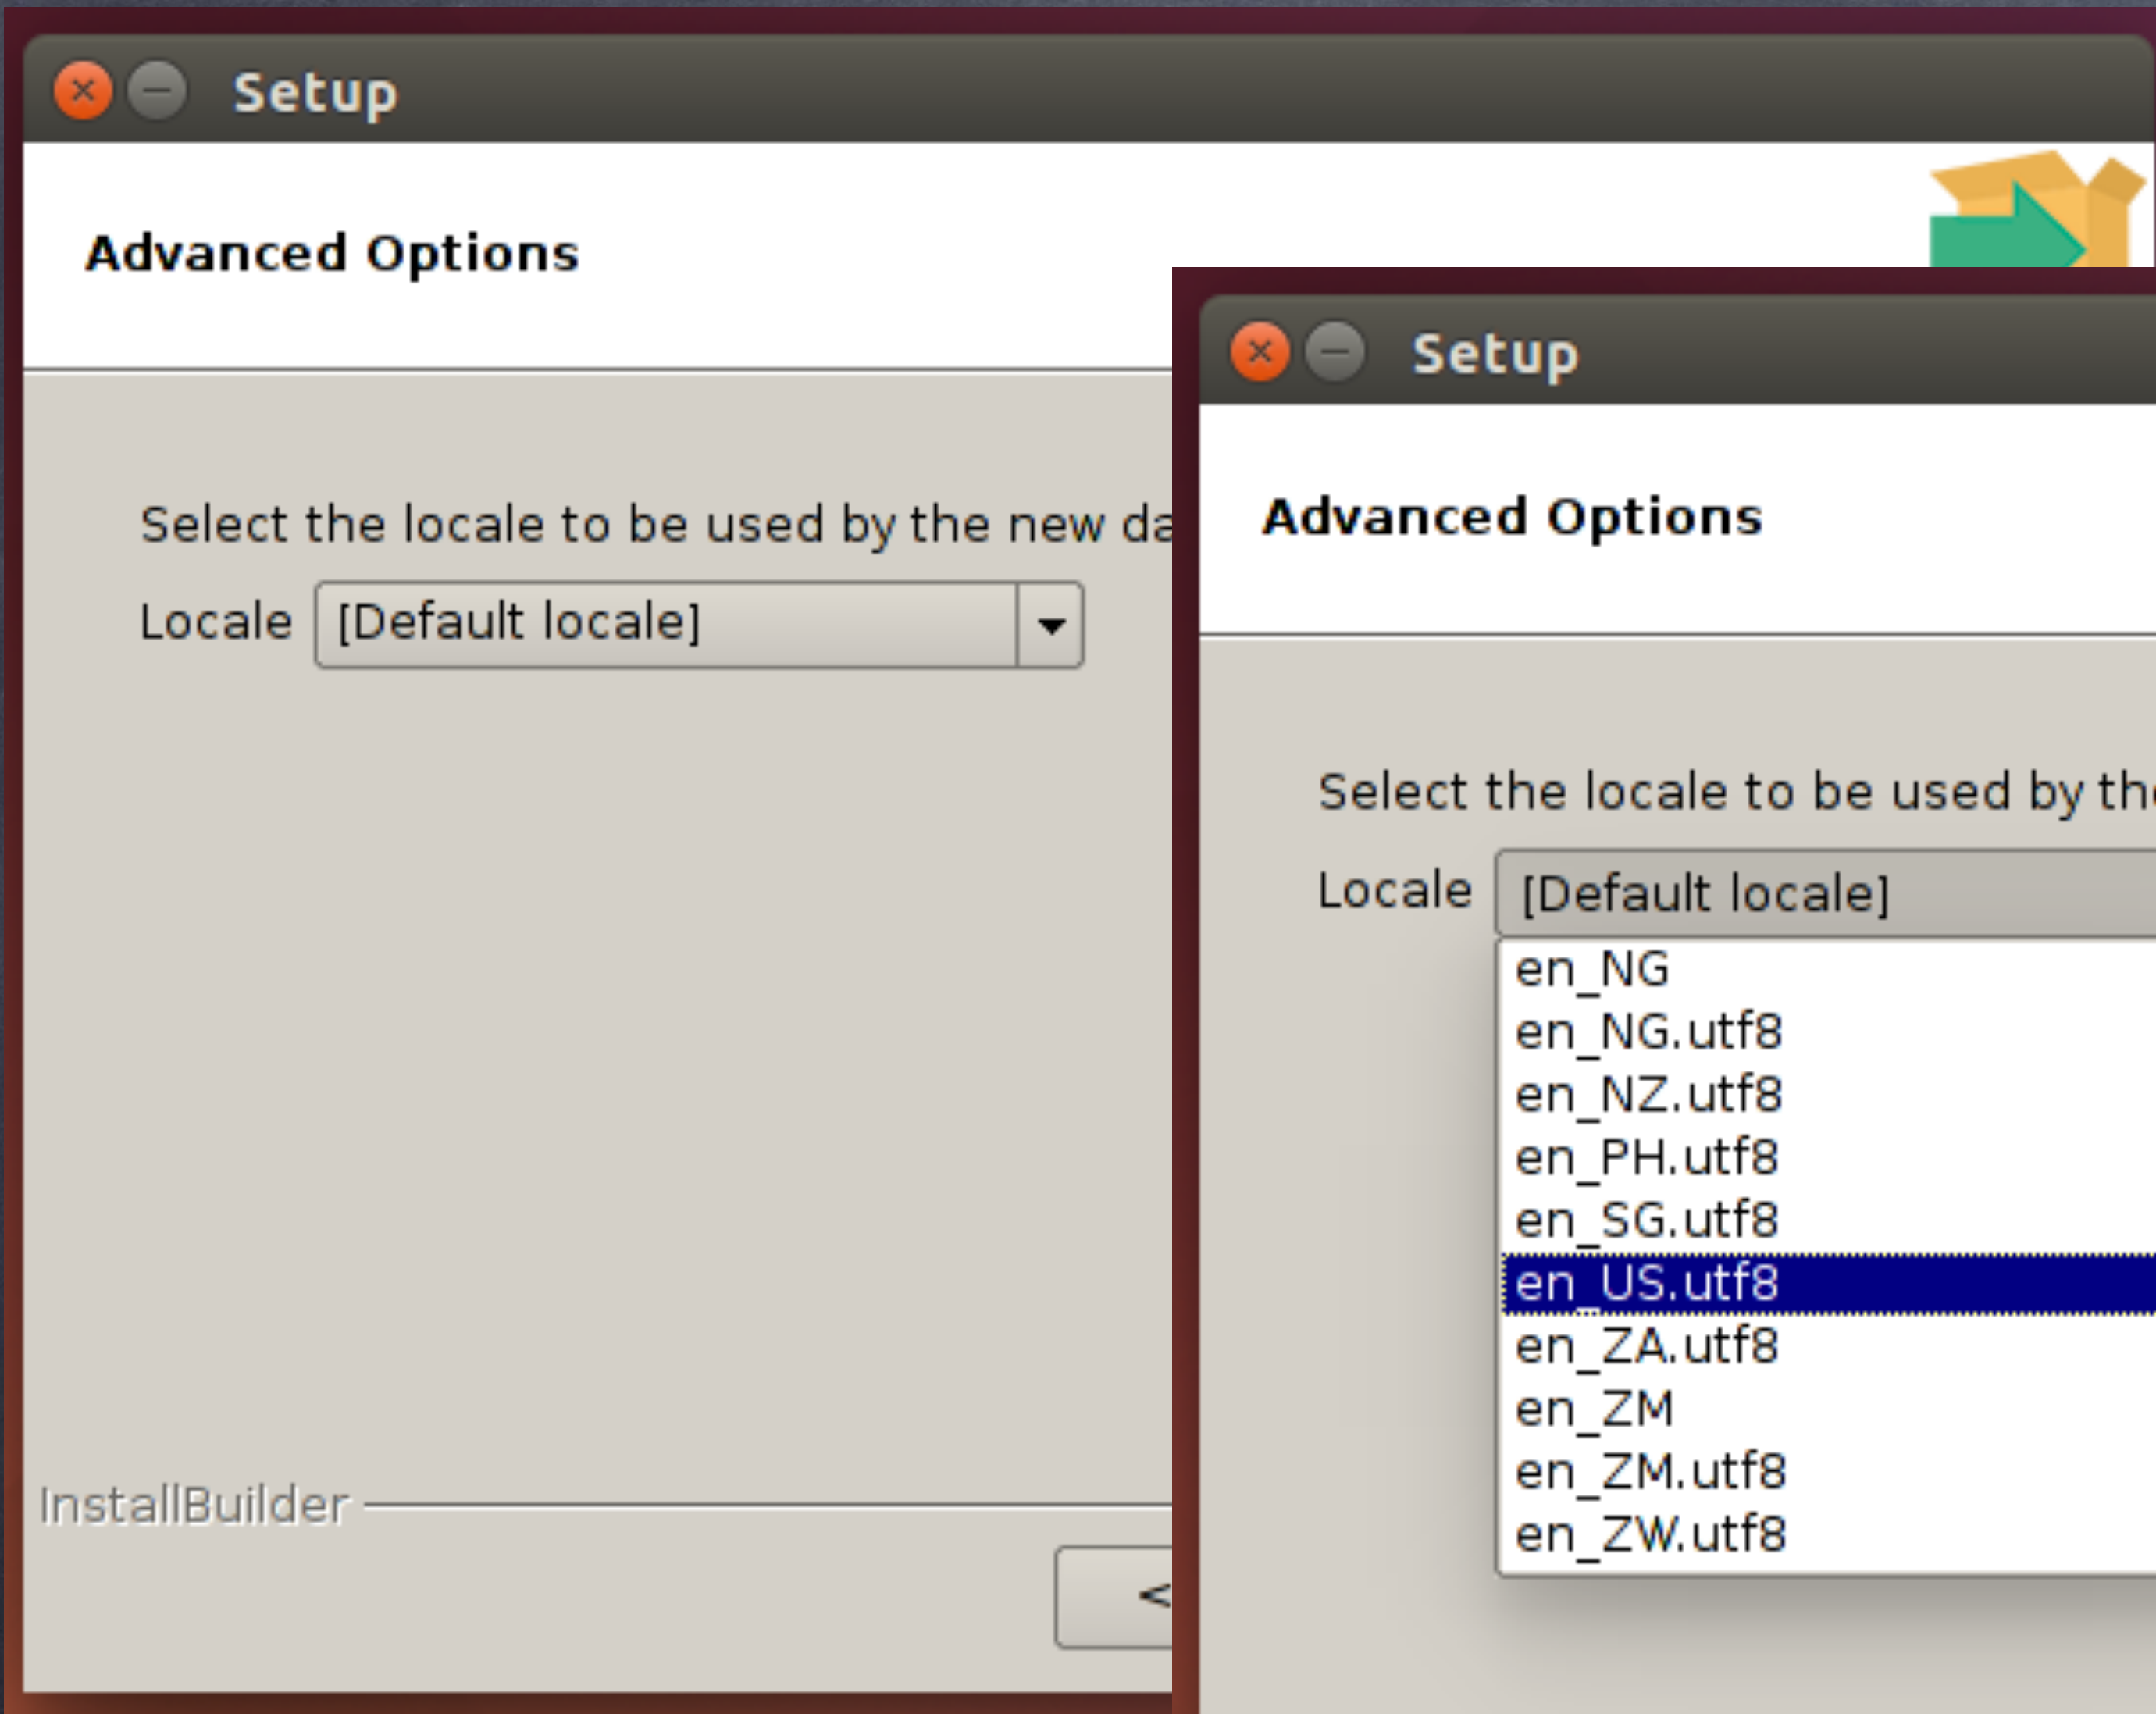 Setup
Advanced Options
Select the locale to be used by the new da
Locale [Default locale]
InstallBuilder
<
Setup
Advanced Options
Select the locale to be used by the
Locale [Default locale]
en_NG
en_NG.utf8
en_NZ.utf8
en_PH.utf8
en_SG.utf8
en_US.utf8
en_ZA.utf8
en_ZM
en_ZM.utf8
en_ZW.utf8